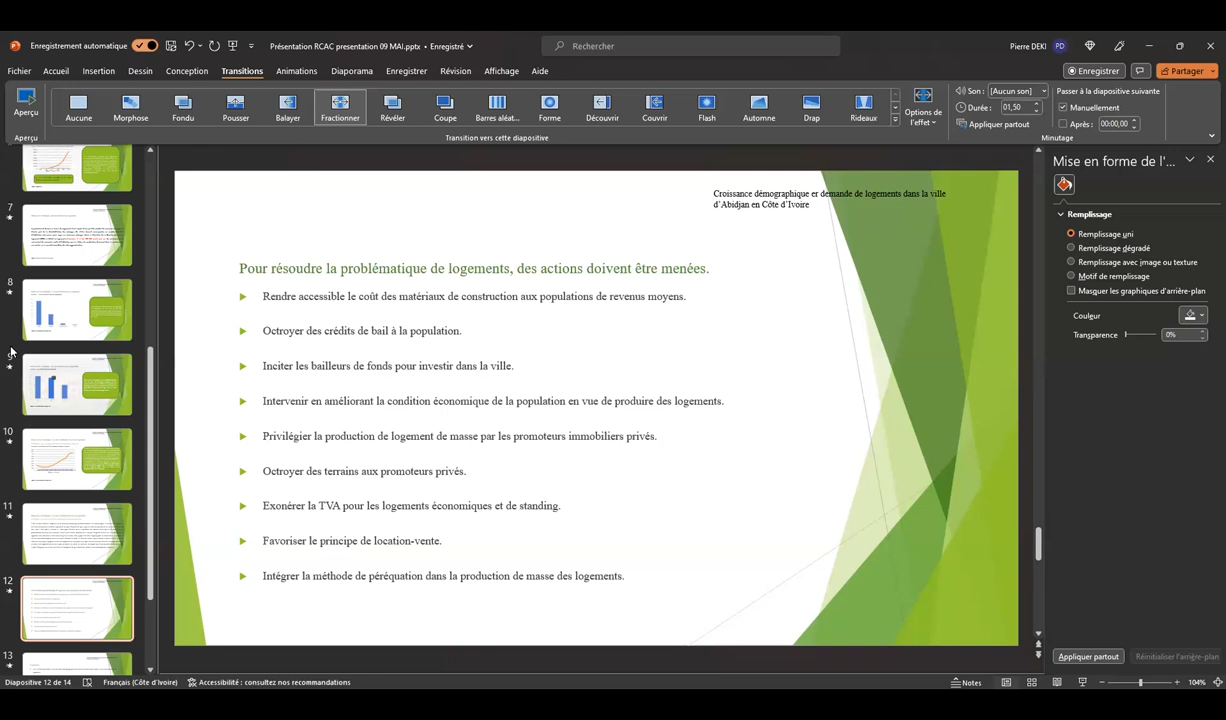 Enregistrement automatique
Présentation RCAC presentation 09 MAI.pptx • Enregistré
Rechercher
Pierre DEKI
PD
Fichier Accueil Insertion Dessin Conception Transitions Animations Diaporama Enregistrer Révision Affichage Aide
Enregistrer
Partager
Aperçu
Aucune Morphose Fondu Pousser Balayer Fractionner Révéler Coupe Barres aléat... Forme Découvrir Couvrir Flash Automne Drap Rideaux
Options de
l'effet
Son : [Aucun son]
Durée : 01,50
Appliquer partout
Passer à la diapositive suivante
Manuellement
Après : 00:00,00
Aperçu
Transition vers cette diapositive
Minutage
7
8
9
10
11
12
13
Croissance démographique er demande de logements dans la ville
d'Abidjan en Côte d'Ivoire
Pour résoudre la problématique de logements, des actions doivent être menées.
Rendre accessible le coût des matériaux de construction aux populations de revenus moyens.
Octroyer des crédits de bail à la population.
Inciter les bailleurs de fonds pour investir dans la ville.
Intervenir en améliorant la condition économique de la population en vue de produire des logements.
Privilégier la production de logement de masse par les promoteurs immobiliers privés.
Octroyer des terrains aux promoteurs privés.
Exonérer la TVA pour les logements économiques et de standing.
Favoriser le principe de location-vente.
Intégrer la méthode de péréquation dans la production de masse des logements.
Mise en forme de l'...
Remplissage
Remplissage uni
Remplissage dégradé
Remplissage avec image ou texture
Motif de remplissage
Masquer les graphiques d'arrière-plan
Couleur
Transparence
0%
Appliquer partout
Réinitialiser l'arrière-plan
Diapositive 12 de 14
Français (Côte d'Ivoire)
Accessibilité : consultez nos recommandations
Notes
104%